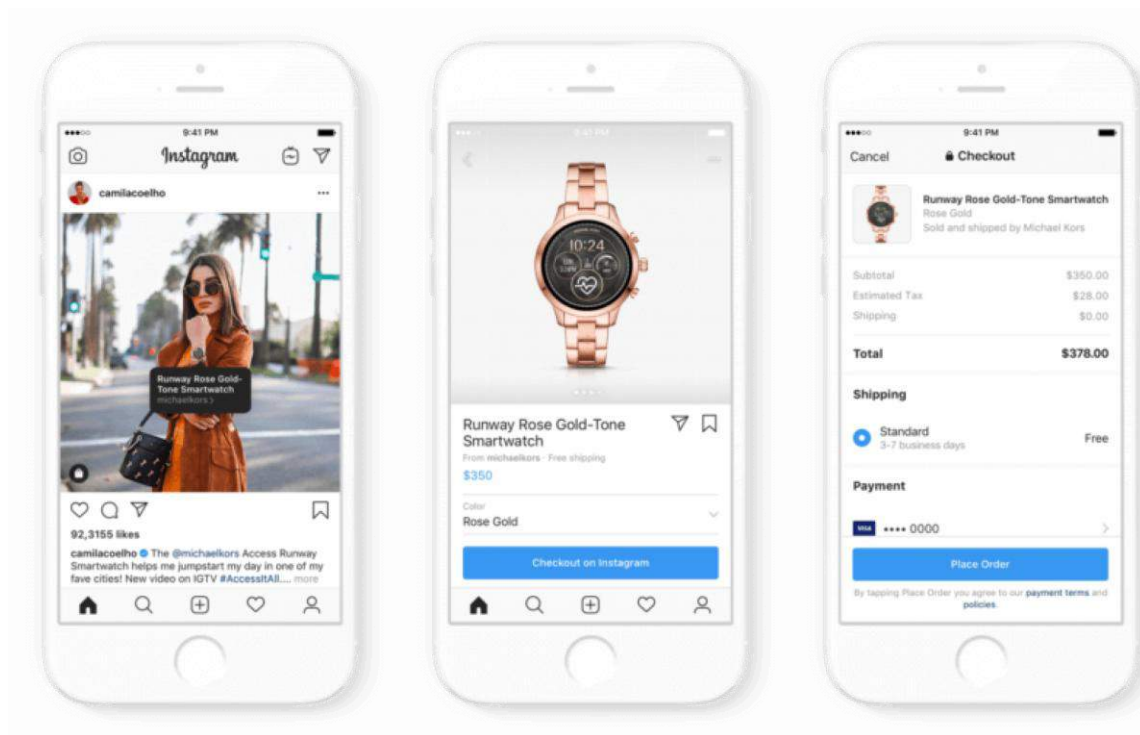 9:41 PM
Instagram
camilacoelho
Runway Rose Gold-
Tone Smartwatch
michaelkors >
92,3155 likes
camilacoelho The @michaelkors Access Runway
Smartwatch helps me jumpstart my day in one of my
fave cities! New video on IGTV #AccessItAll.... more
9:41 PM
10:24
Runway Rose Gold-Tone
Smartwatch
From michaelkors · Free shipping
$350
Color
Rose Gold
Checkout on Instagram
9:41 PM
Cancel
Checkout
Runway Rose Gold-Tone Smartwatch
Rose Gold
Sold and shipped by Michael Kors
Subtotal $350.00
Estimated Tax $28.00
Shipping $0.00
Total $378.00
Shipping
Standard
3-7 business days
Free
Payment
VISA •••• 0000
Place Order
By tapping Place Order you agree to our payment terms and
policies.